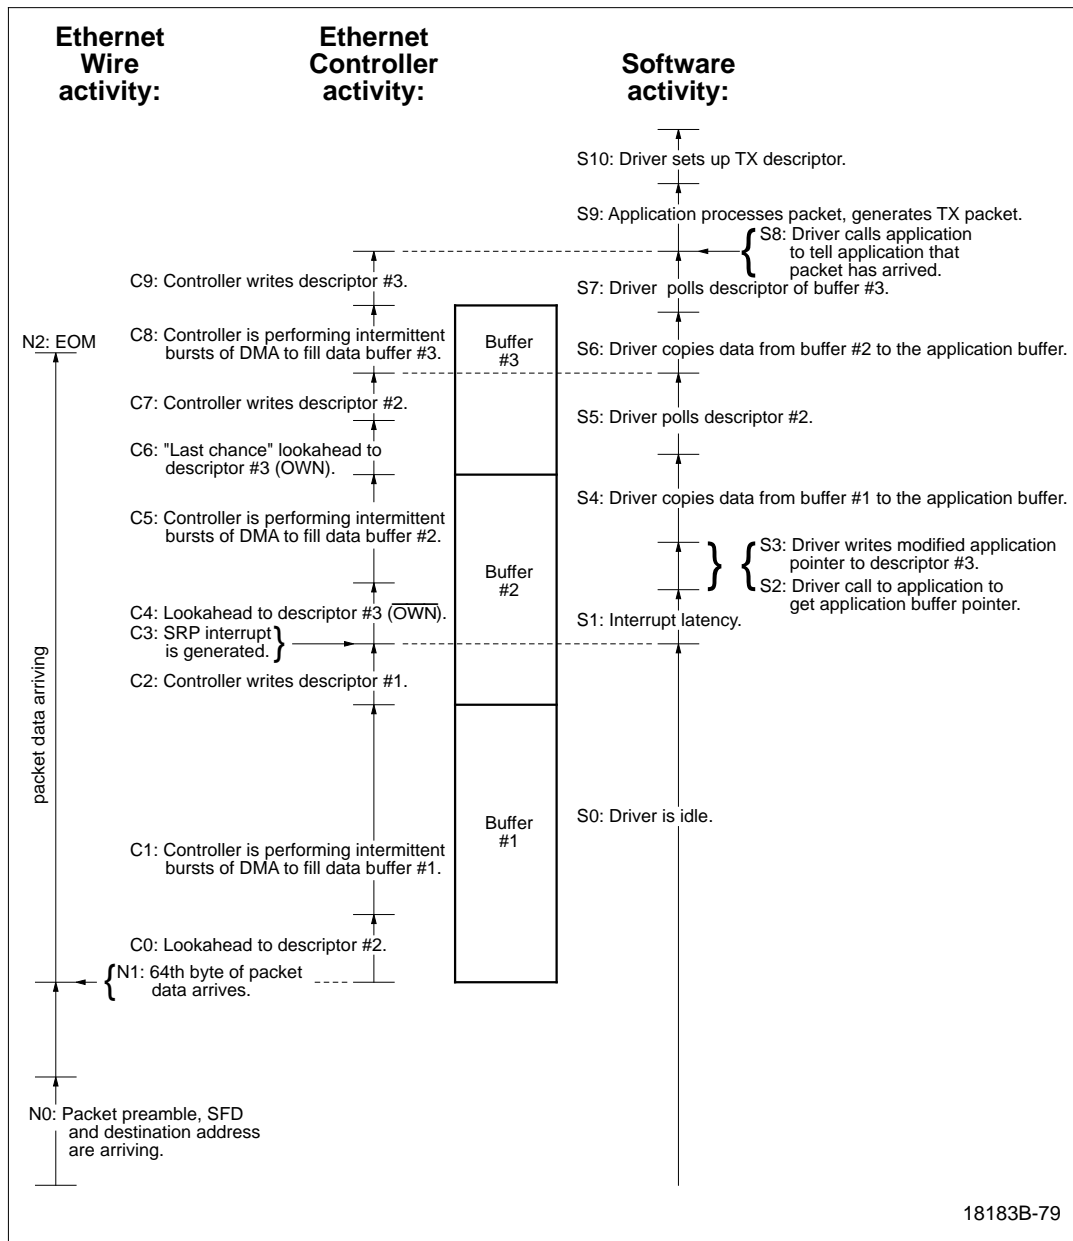 Ethernet
Wire
activity:
Ethernet
Controller
activity:
Software
activity:
S10: Driver sets up TX descriptor.
S9: Application processes packet, generates TX packet.
S8: Driver calls application
to tell application that
packet has arrived.
C9: Controller writes descriptor #3.
S7: Driver polls descriptor of buffer #3.
N2: EOM
C8: Controller is performing intermittent
bursts of DMA to fill data buffer #3.
Buffer
#3
S6: Driver copies data from buffer #2 to the application buffer.
C7: Controller writes descriptor #2.
S5: Driver polls descriptor #2.
C6: "Last chance" lookahead to
descriptor #3 (OWN).
S4: Driver copies data from buffer #1 to the application buffer.
C5: Controller is performing intermittent
bursts of DMA to fill data buffer #2.
S3: Driver writes modified application
pointer to descriptor #3.
Buffer
#2
S2: Driver call to application to
get application buffer pointer.
C4: Lookahead to descriptor #3 (O̅W̅N̅).
S1: Interrupt latency.
C3: SRP interrupt
is generated.
C2: Controller writes descriptor #1.
packet data arriving
S0: Driver is idle.
Buffer
#1
C1: Controller is performing intermittent
bursts of DMA to fill data buffer #1.
C0: Lookahead to descriptor #2.
N1: 64th byte of packet
data arrives.
N0: Packet preamble, SFD
and destination address
are arriving.
18183B-79